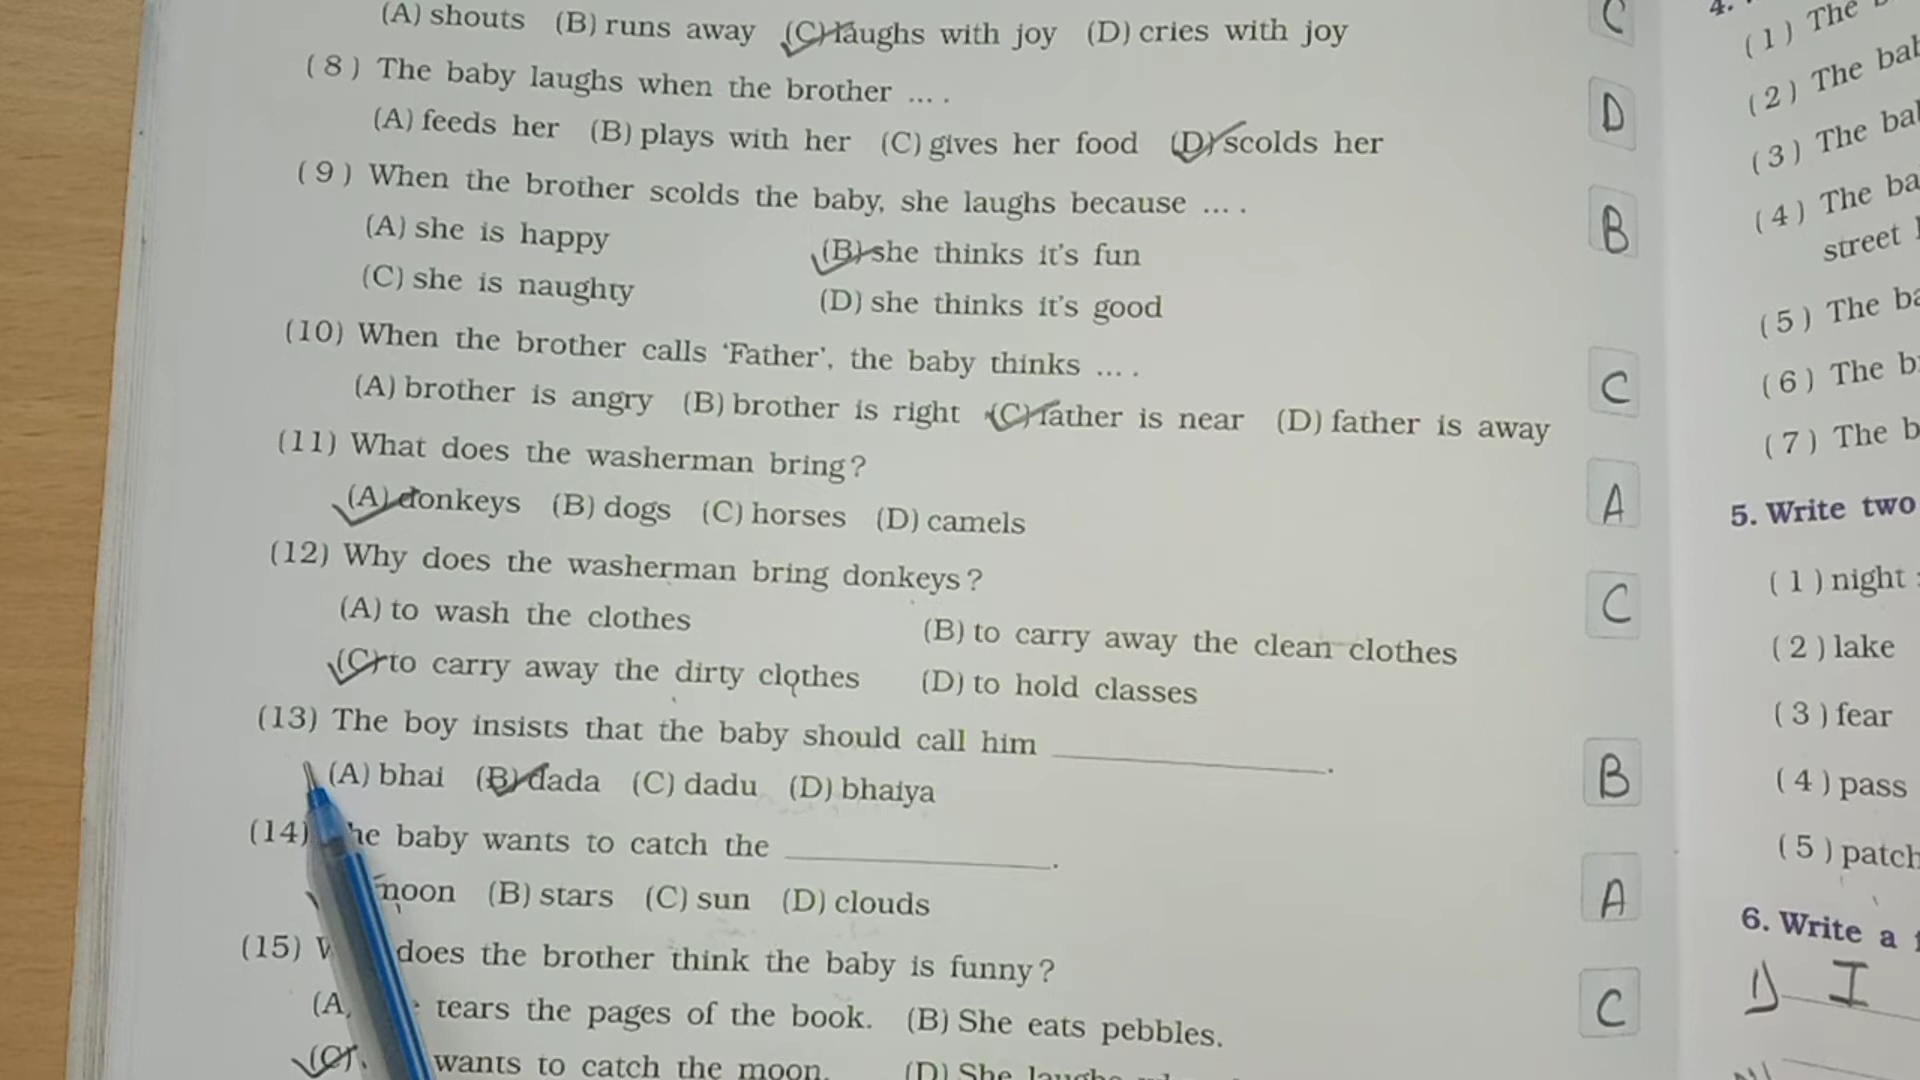 (A) shouts (B) runs away (C) laughs with joy (D) cries with joy
C
(8) The baby laughs when the brother ... .
(A) feeds her (B) plays with her (C) gives her food (D) scolds her
D
(9) When the brother scolds the baby, she laughs because ... .
(A) she is happy (B) she thinks it's fun
B
(C) she is naughty (D) she thinks it's good
(10) When the brother calls 'Father', the baby thinks ... .
(A) brother is angry (B) brother is right (C) father is near (D) father is away
C
(11) What does the washerman bring?
(A) donkeys (B) dogs (C) horses (D) camels
A
(12) Why does the washerman bring donkeys?
(A) to wash the clothes (B) to carry away the clean clothes
C
(C) to carry away the dirty clothes (D) to hold classes
(13) The boy insists that the baby should call him ____________.
(A) bhai (B) dada (C) dadu (D) bhaiya
B
(14) he baby wants to catch the ____________.
moon (B) stars (C) sun (D) clouds
A
(15) does the brother think the baby is funny?
(A tears the pages of the book. (B) She eats pebbles.
C
(C) wants to catch the moon. (D) She
4.
(1) The
(2) The
(3) The
(4) The
street
(5) The
(6) The
(7) The
5. Write two
(1) night
(2) lake
(3) fear
(4) pass
(5) patch
6. Write a
1) I